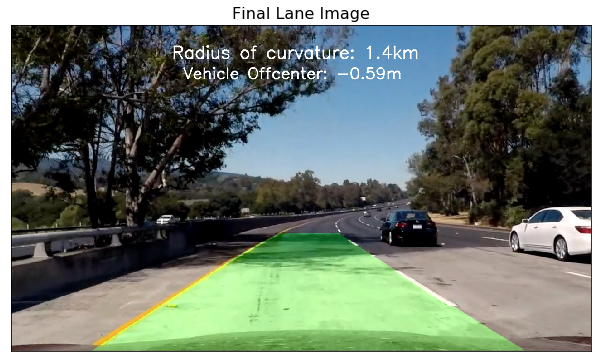 Final Lane Image
Radius of curvature: 1.4km
Vehicle Offcenter: −0.59m